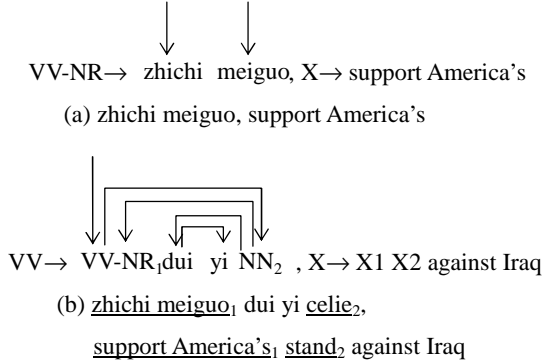 VV-NR→ zhichi meiguo, X→ support America's
(a) zhichi meiguo, support America's
VV→ VV-NR₁dui yi NN₂ , X→ X1 X2 against Iraq
(b) zhichi meiguo₁ dui yi celie₂,
support America's₁ stand₂ against Iraq